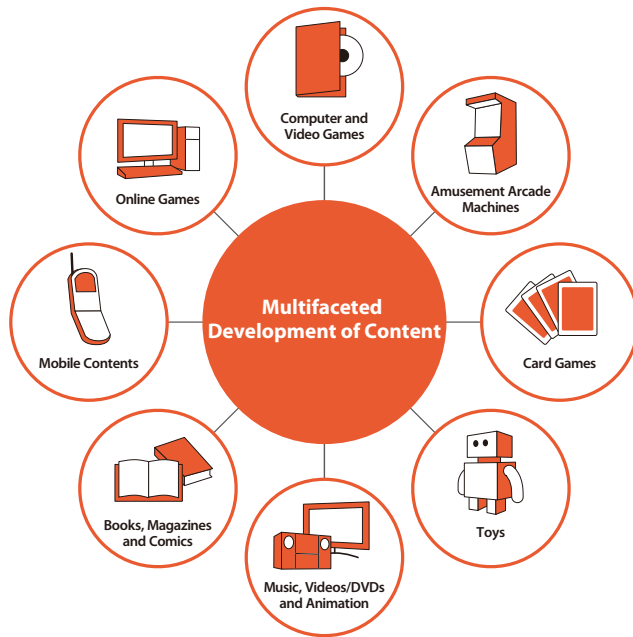 Computer and
Video Games
Amusement Arcade
Machines
Online Games
Multifaceted
Development of Content
Mobile Contents
Card Games
Books, Magazines
and Comics
Toys
Music, Videos/DVDs
and Animation